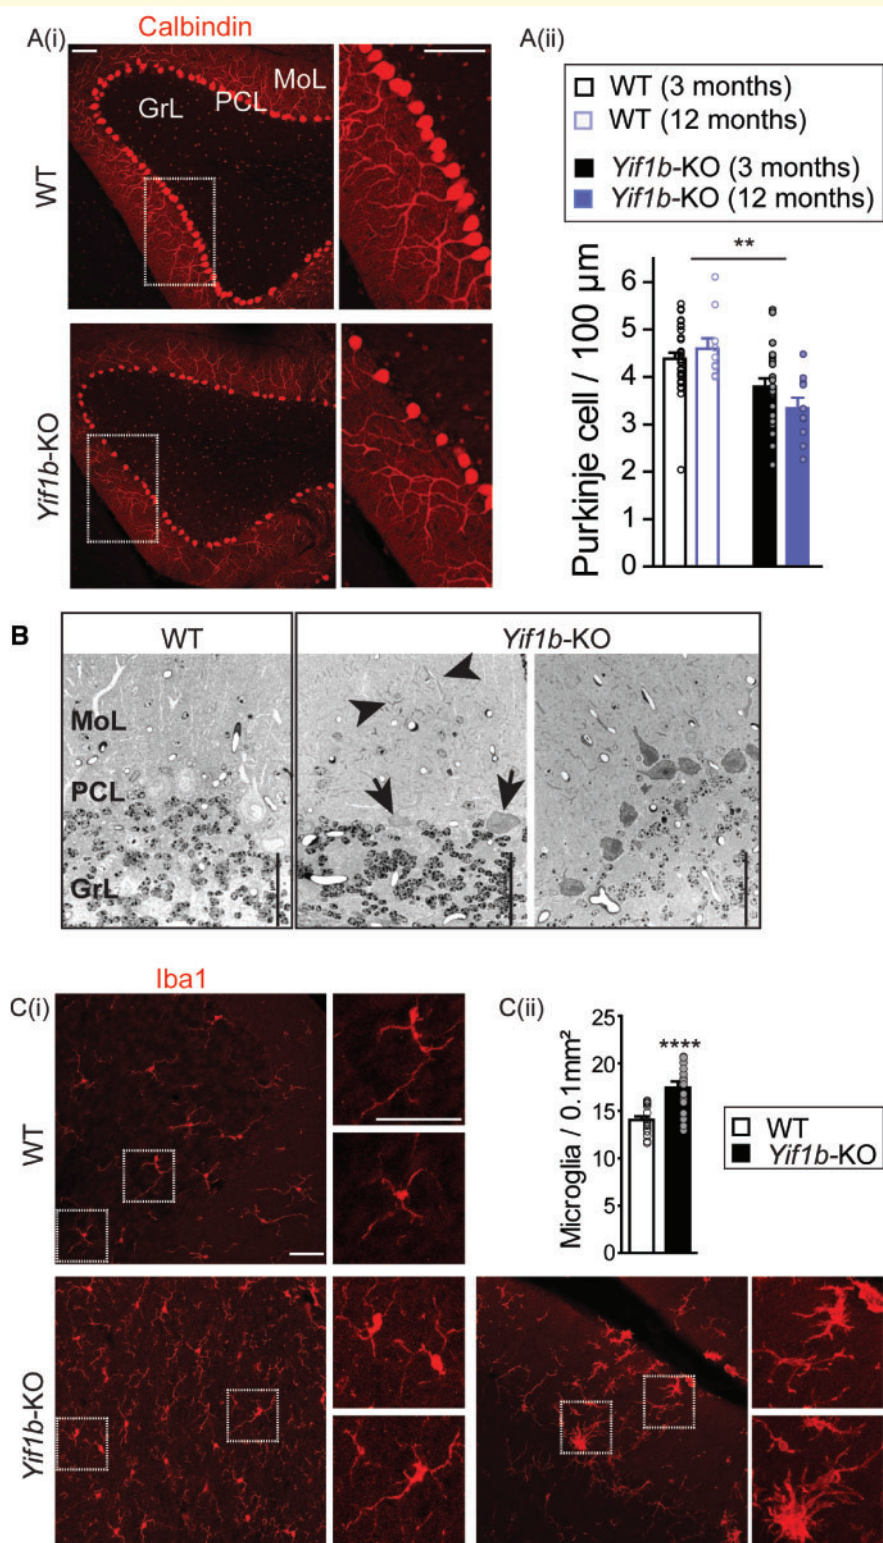 A(i)
Calbindin
A(ii)
WT
GrL
PCL
MoL
Yif1b-KO
WT (3 months)
WT (12 months)
Yif1b-KO (3 months)
Yif1b-KO (12 months)
**
Purkinje cell / 100 µm
6
5
4
3
2
1
0
B
WT
Yif1b-KO
MoL
PCL
GrL
C(i)
Iba1
C(ii)
WT
Yif1b-KO
Microglia / 0.1mm²
25
20
15
10
5
0
****
WT
Yif1b-KO